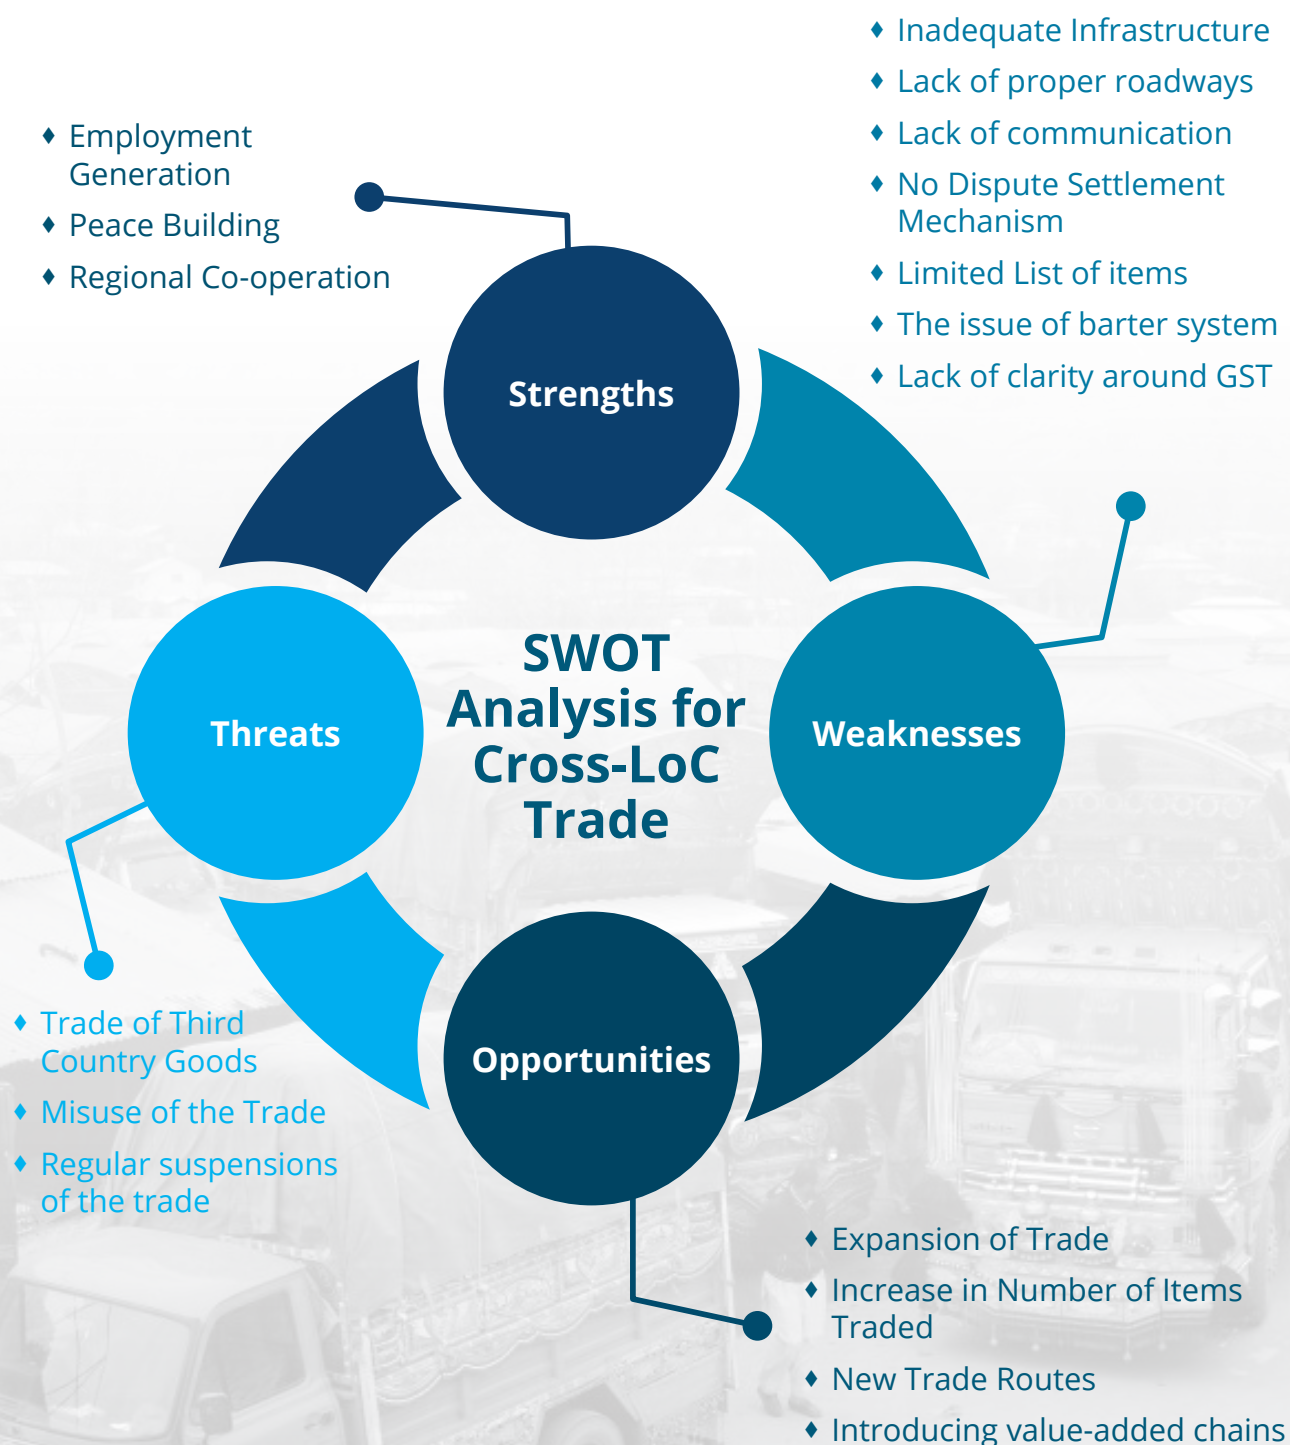 ♦ Employment
Generation
♦ Peace Building
♦ Regional Co-operation
♦ Inadequate Infrastructure
♦ Lack of proper roadways
♦ Lack of communication
♦ No Dispute Settlement
Mechanism
♦ Limited List of items
♦ The issue of barter system
♦ Lack of clarity around GST
Strengths
Threats
SWOT
Analysis for
Cross-LoC
Trade
Weaknesses
Opportunities
♦ Trade of Third
Country Goods
♦ Misuse of the Trade
♦ Regular suspensions
of the trade
♦ Expansion of Trade
♦ Increase in Number of Items
Traded
♦ New Trade Routes
♦ Introducing value-added chains